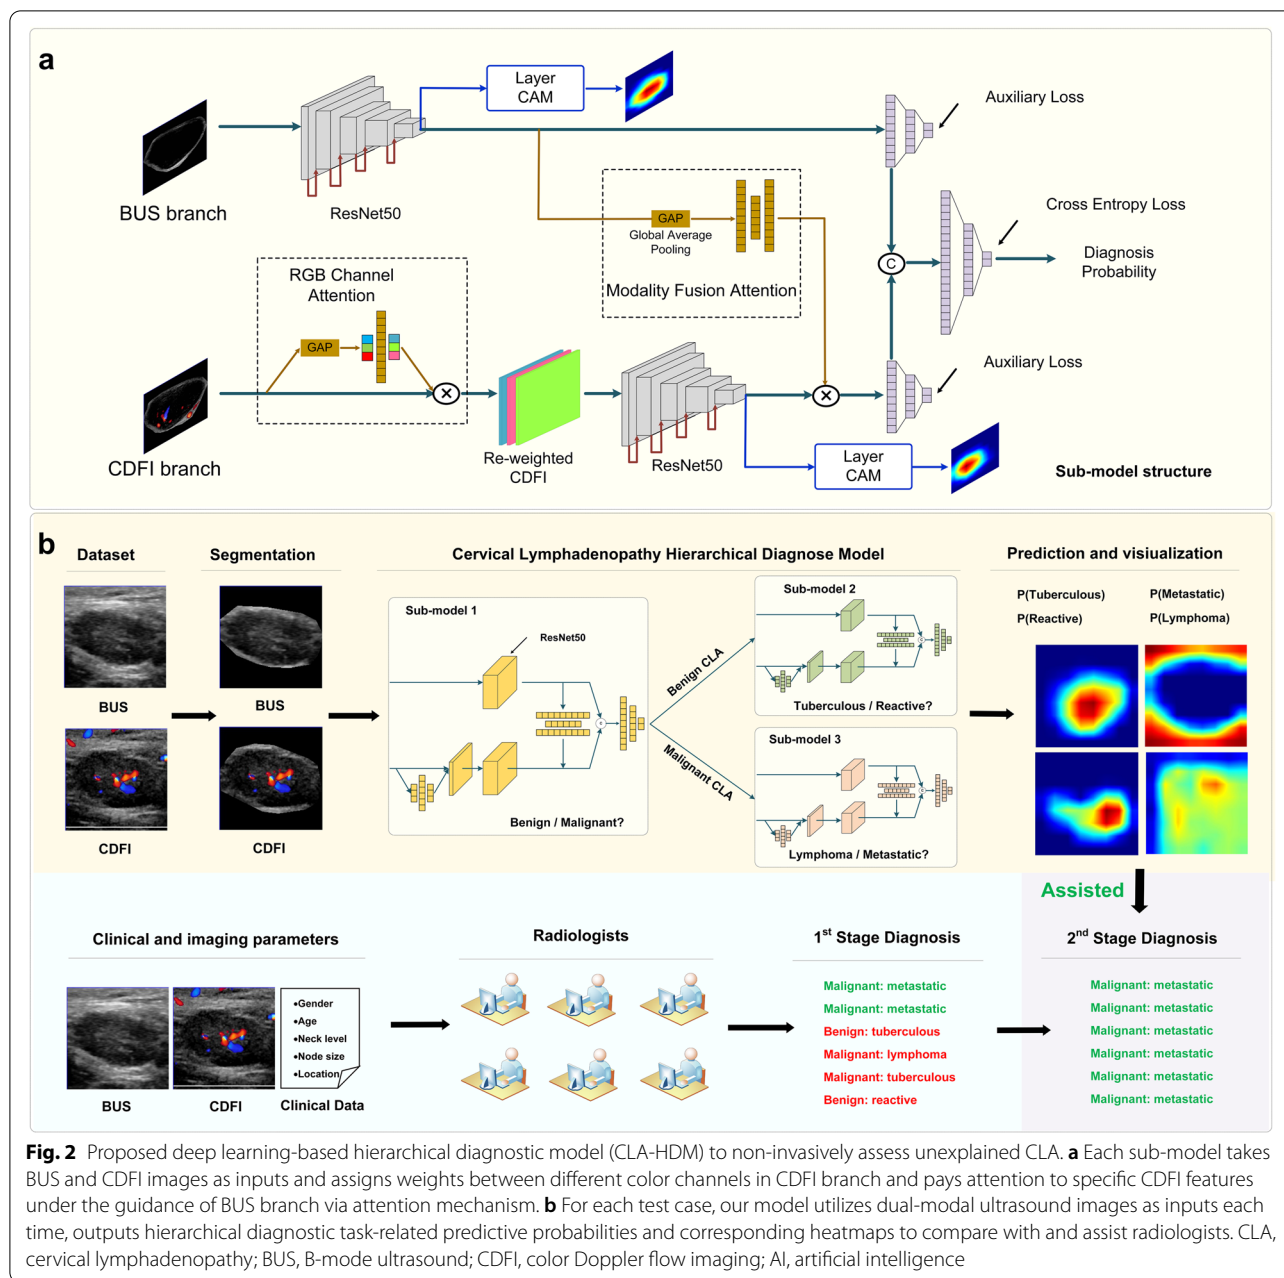 a
Layer
CAM
Auxiliary Loss
BUS branch
ResNet50
GAP
Global Average
Pooling
Cross Entropy Loss
C
Diagnosis
Probability
RGB Channel
Attention
Modality Fusion Attention
GAP
Auxiliary Loss
CDFI branch
Re-weighted
CDFI
ResNet50
Layer
CAM
Sub-model structure
b
Dataset
Segmentation
Cervical Lymphadenopathy Hierarchical Diagnose Model
Prediction and visiualization
Sub-model 1
ResNet50
Benign / Malignant?
Benign CLA
Malignant CLA
Sub-model 2
Tuberculous / Reactive?
Sub-model 3
Lymphoma / Metastatic?
P(Tuberculous)
P(Metastatic)
P(Reactive)
P(Lymphoma)
BUS
BUS
CDFI
CDFI
Assisted
Clinical and imaging parameters
Radiologists
1st Stage Diagnosis
2nd Stage Diagnosis
•Gender
•Age
•Neck level
•Node size
•Location
BUS
CDFI
Clinical Data
Malignant: metastatic
Malignant: metastatic
Benign: tuberculous
Malignant: lymphoma
Malignant: tuberculous
Benign: reactive
Malignant: metastatic
Malignant: metastatic
Malignant: metastatic
Malignant: metastatic
Malignant: metastatic
Malignant: metastatic
Fig. 2 Proposed deep learning-based hierarchical diagnostic model (CLA-HDM) to non-invasively assess unexplained CLA. a Each sub-model takes
BUS and CDFI images as inputs and assigns weights between different color channels in CDFI branch and pays attention to specific CDFI features
under the guidance of BUS branch via attention mechanism. b For each test case, our model utilizes dual-modal ultrasound images as inputs each
time, outputs hierarchical diagnostic task-related predictive probabilities and corresponding heatmaps to compare with and assist radiologists. CLA,
cervical lymphadenopathy; BUS, B-mode ultrasound; CDFI, color Doppler flow imaging; AI, artificial intelligence